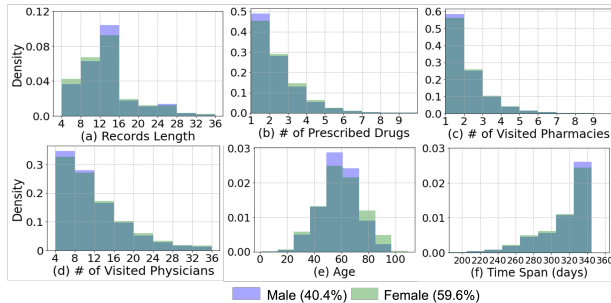 0.12
0.08
0.04
0.00
Density
4 8 12 16 20 24 28 32 36
(a) Records Length
0.5
0.4
0.3
0.2
0.1
0.0
1 2 3 4 5 6 7 8 9
(b) # of Prescribed Drugs
0.6
0.5
0.4
0.3
0.2
0.1
0.0
1 2 3 4 5 6 7 8 9
(c) # of Visited Pharmacies
0.3
0.2
0.1
0.0
Density
4 8 12 16 20 24 28 32 36
(d) # of Visited Physicians
0.03
0.02
0.01
0.00
0 20 40 60 80 100
(e) Age
0.03
0.02
0.01
0.00
200 220 240 260 280 300 320 340 360
(f) Time Span (days)
Male (40.4%) Female (59.6%)